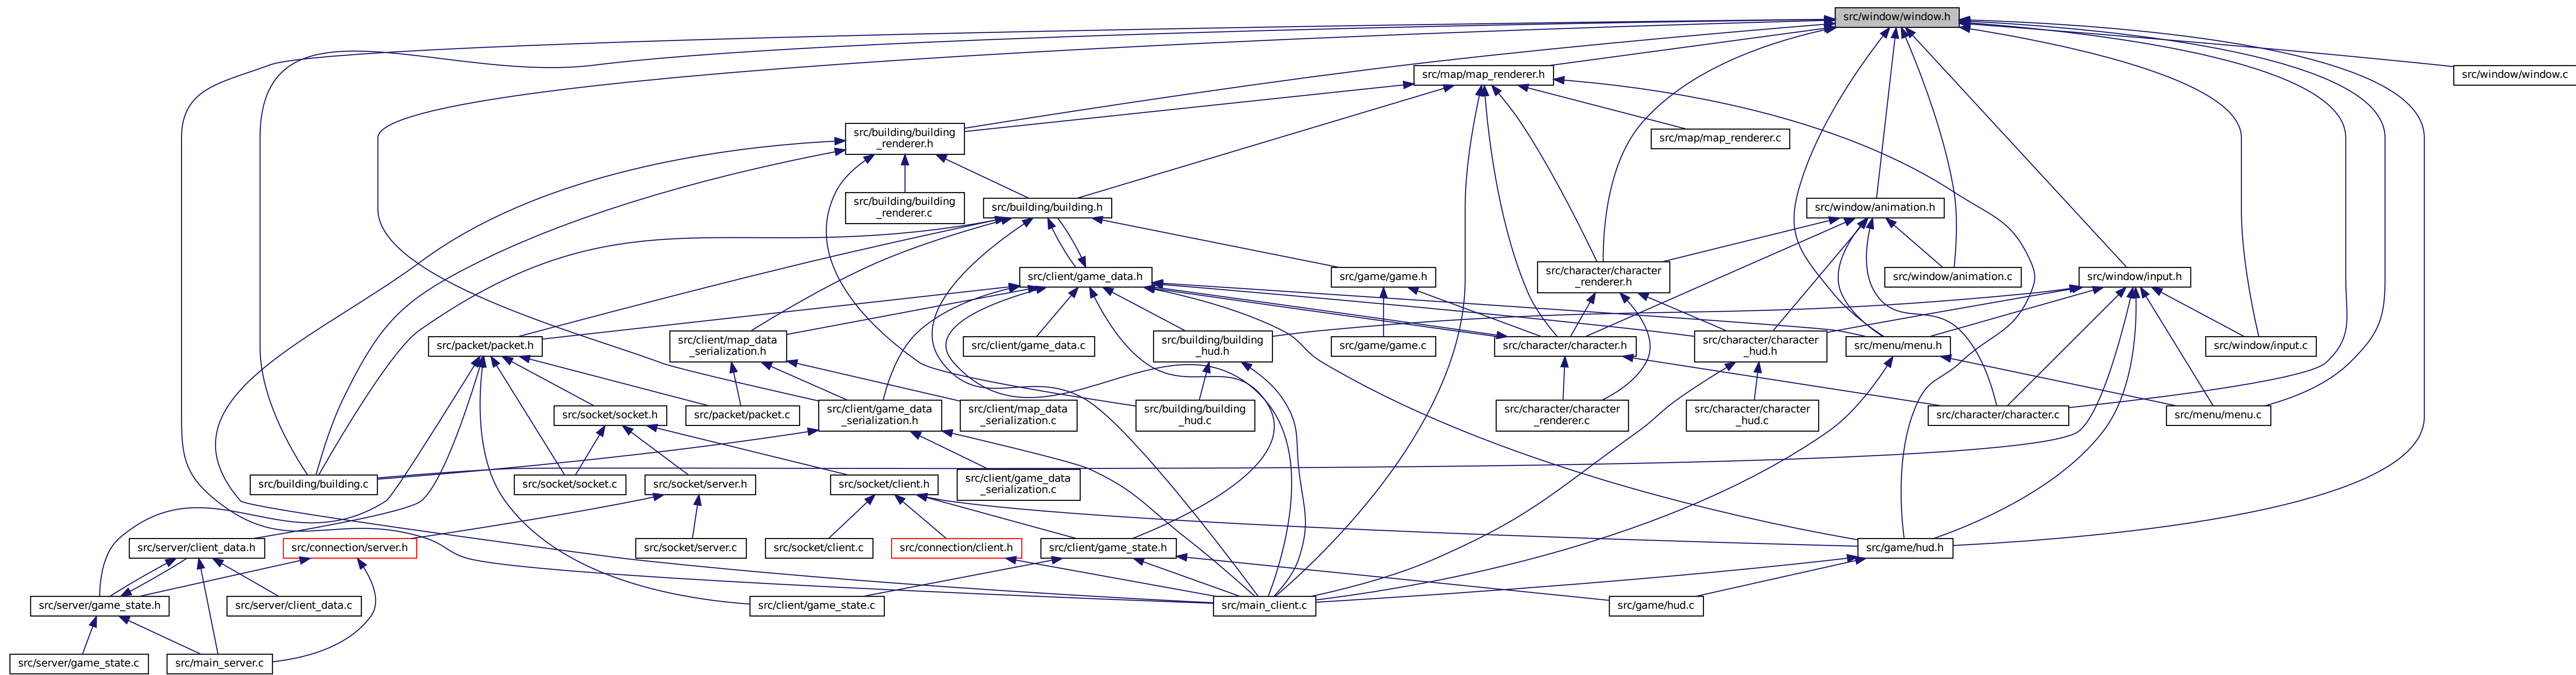 src/window/window.h
src/map/map_renderer.h
src/window/window.c
src/building/building
_renderer.h
src/map/map_renderer.c
src/building/building
_renderer.c
src/building/building.h
src/window/animation.h
src/client/game_data.h
src/game/game.h
src/character/character
_renderer.h
src/window/animation.c
src/window/input.h
src/packet/packet.h
src/client/map_data
_serialization.h
src/client/game_data.c
src/building/building
_hud.h
src/game/game.c
src/character/character.h
src/character/character
_hud.h
src/menu/menu.h
src/window/input.c
src/socket/socket.h
src/packet/packet.c
src/client/game_data
_serialization.h
src/client/map_data
_serialization.c
src/building/building
_hud.c
src/character/character
_renderer.c
src/character/character
_hud.c
src/character/character.c
src/menu/menu.c
src/building/building.c
src/socket/socket.c
src/socket/server.h
src/socket/client.h
src/client/game_data
_serialization.c
src/server/client_data.h
src/connection/server.h
src/socket/server.c
src/socket/client.c
src/connection/client.h
src/client/game_state.h
src/game/hud.h
src/server/game_state.h
src/server/client_data.c
src/client/game_state.c
src/main_client.c
src/game/hud.c
src/server/game_state.c
src/main_server.c